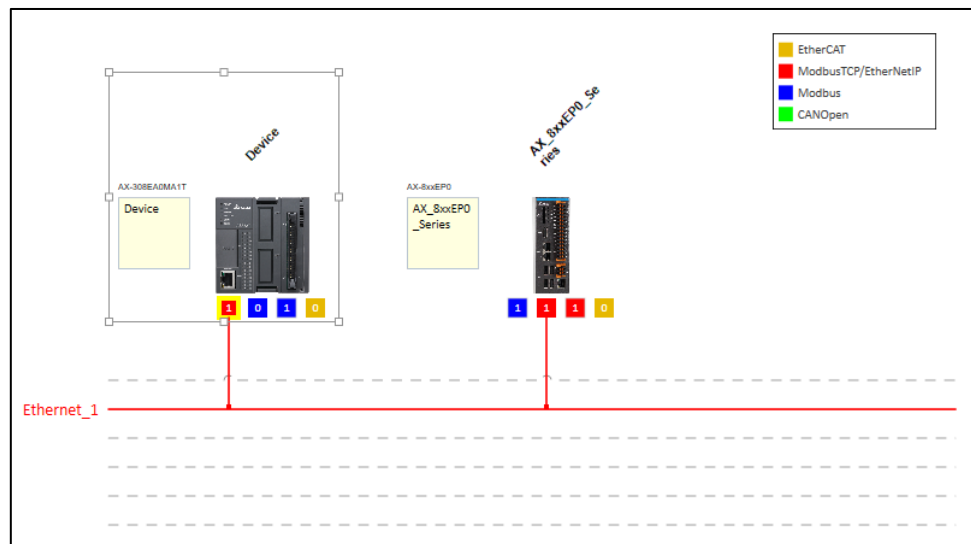 EtherCAT
ModbusTCP/EtherNetIP
Modbus
CANOpen
Device
AX_8xxEP0_Se
ries
AX-308EA0MA1T
Device
AX-8xxEP0
AX_8xxEP0
_Series
1 0 1 0
1 1 1 0
Ethernet_1